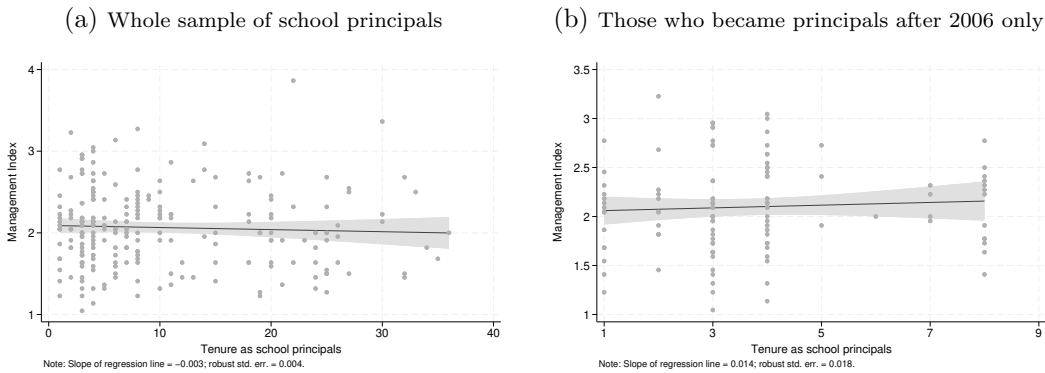 (a) Whole sample of school principals
4
3
2
1
Management Index
0 10 20 30 40
Tenure as school principals
Note: Slope of regression line = −0.003; robust std. err. = 0.004.
(b) Those who became principals after 2006 only
3.5
3
2.5
2
1.5
1
Management Index
1 3 5 7 9
Tenure as school principals
Note: Slope of regression line = 0.014; robust std. err. = 0.018.